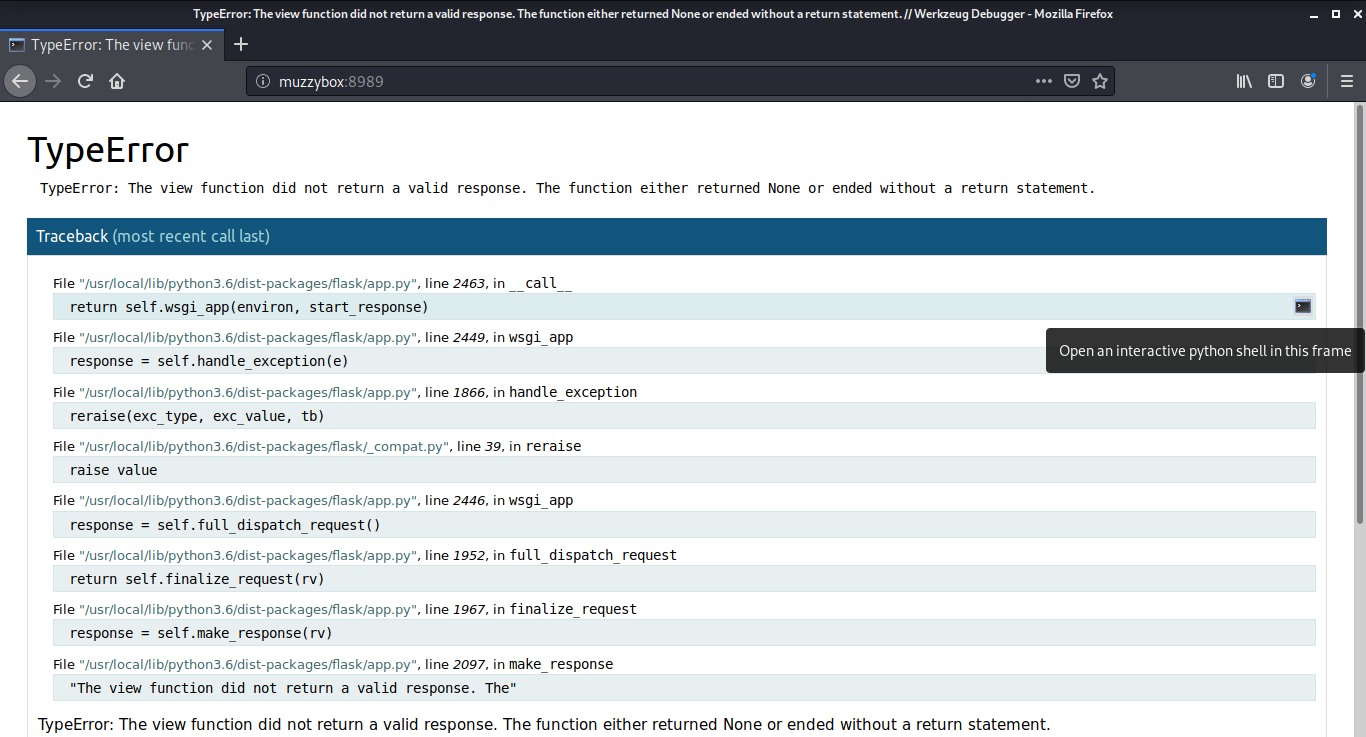 TypeError: The view function did not return a valid response. The function either returned None or ended without a return statement. // Werkzeug Debugger - Mozilla Firefox
TypeError: The view func
muzzybox:8989
TypeError
TypeError: The view function did not return a valid response. The function either returned None or ended without a return statement.
Traceback (most recent call last)
File "/usr/local/lib/python3.6/dist-packages/flask/app.py", line 2463, in __call__
return self.wsgi_app(environ, start_response)
File "/usr/local/lib/python3.6/dist-packages/flask/app.py", line 2449, in wsgi_app
response = self.handle_exception(e)
Open an interactive python shell in this frame
File "/usr/local/lib/python3.6/dist-packages/flask/app.py", line 1866, in handle_exception
reraise(exc_type, exc_value, tb)
File "/usr/local/lib/python3.6/dist-packages/flask/_compat.py", line 39, in reraise
raise value
File "/usr/local/lib/python3.6/dist-packages/flask/app.py", line 2446, in wsgi_app
response = self.full_dispatch_request()
File "/usr/local/lib/python3.6/dist-packages/flask/app.py", line 1952, in full_dispatch_request
return self.finalize_request(rv)
File "/usr/local/lib/python3.6/dist-packages/flask/app.py", line 1967, in finalize_request
response = self.make_response(rv)
File "/usr/local/lib/python3.6/dist-packages/flask/app.py", line 2097, in make_response
"The view function did not return a valid response. The"
TypeError: The view function did not return a valid response. The function either returned None or ended without a return statement.